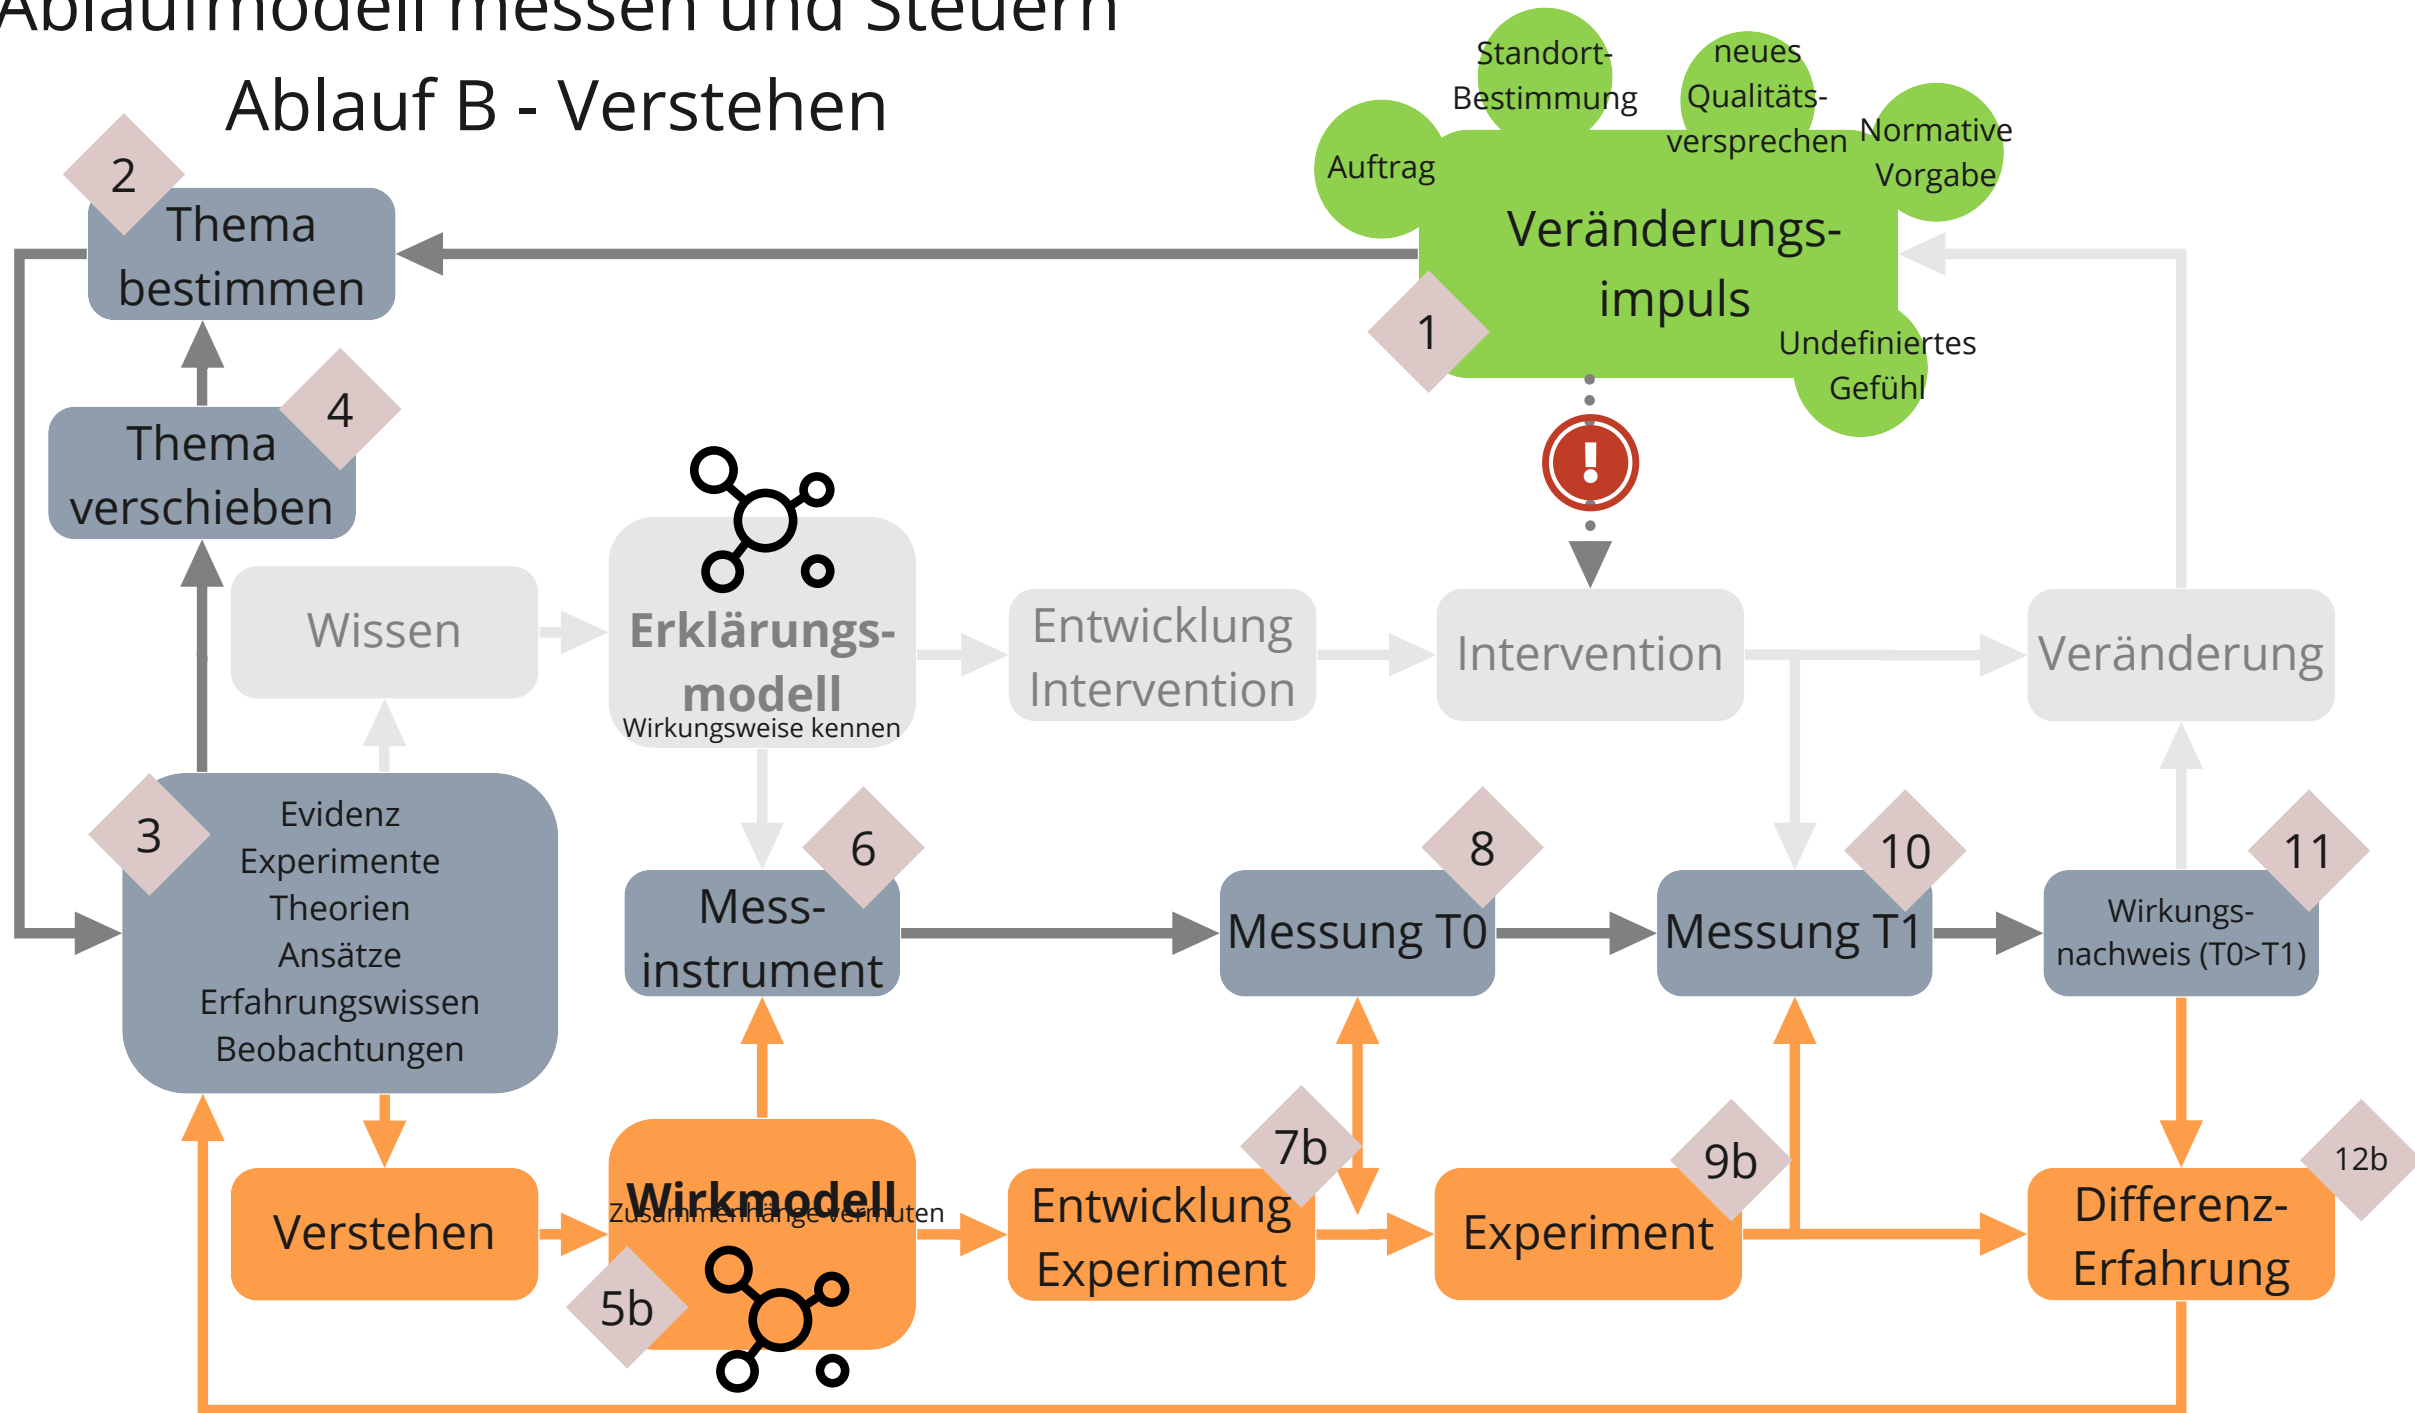 Ablaufmodell messen und Steuern
Ablauf B - Verstehen
Standort-
Bestimmung
neues
Qualitäts-
versprechen
Normative
Vorgabe
Auftrag
Veränderungs-
impuls
Undefiniertes
Gefühl
1
2
Thema
bestimmen
4
Thema
verschieben
!
Wissen
Erklärungs-
modell
Wirkungsweise kennen
Entwicklung
Intervention
Intervention
Veränderung
3
Evidenz
Experimente
Theorien
Ansätze
Erfahrungswissen
Beobachtungen
6
Mess-
instrument
8
Messung T0
10
Messung T1
11
Wirkungs-
nachweis (T0>T1)
Verstehen
Wirkmodell
Zusammenhänge vermuten
5b
7b
Entwicklung
Experiment
9b
Experiment
12b
Differenz-
Erfahrung